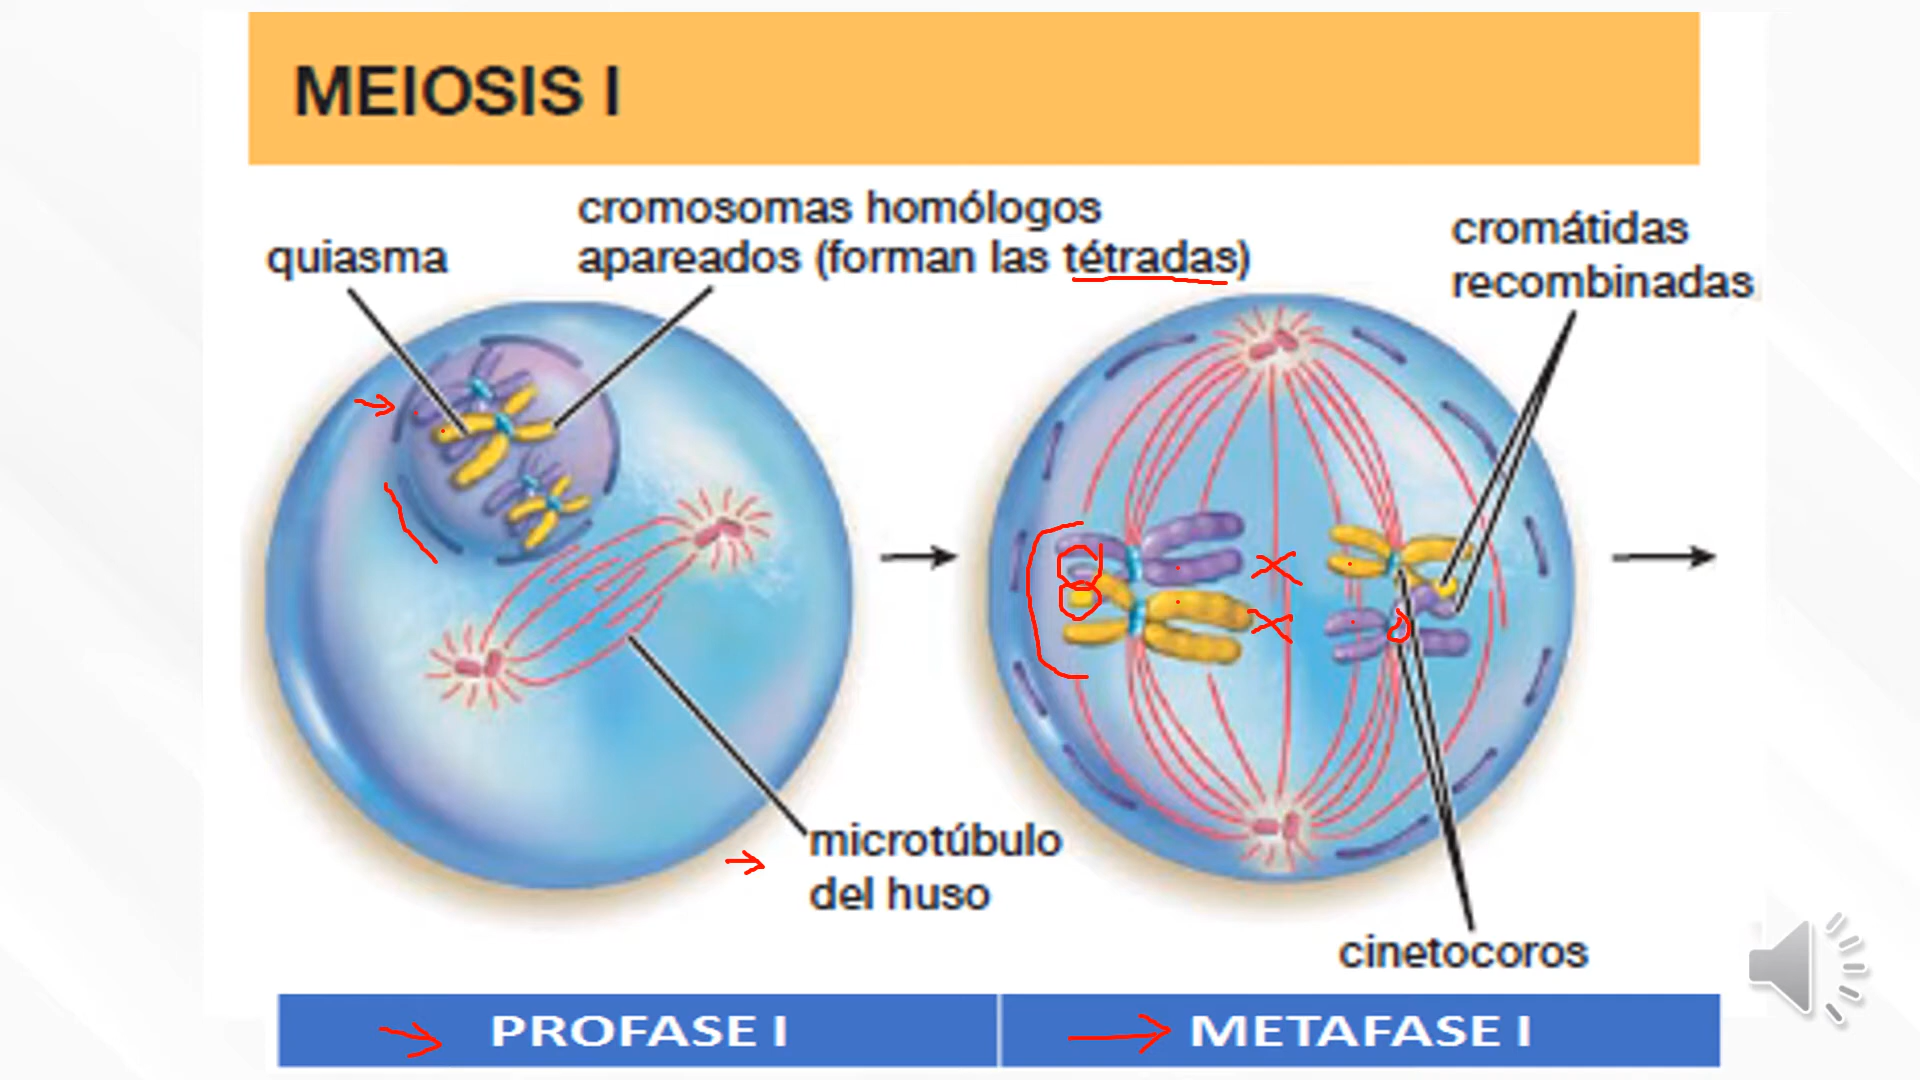 MEIOSIS I
quiasma
cromosomas homólogos
apareados (forman las tétradas)
cromátidas
recombinadas
microtúbulo
del huso
cinetocoros
PROFASE I
METAFASE I